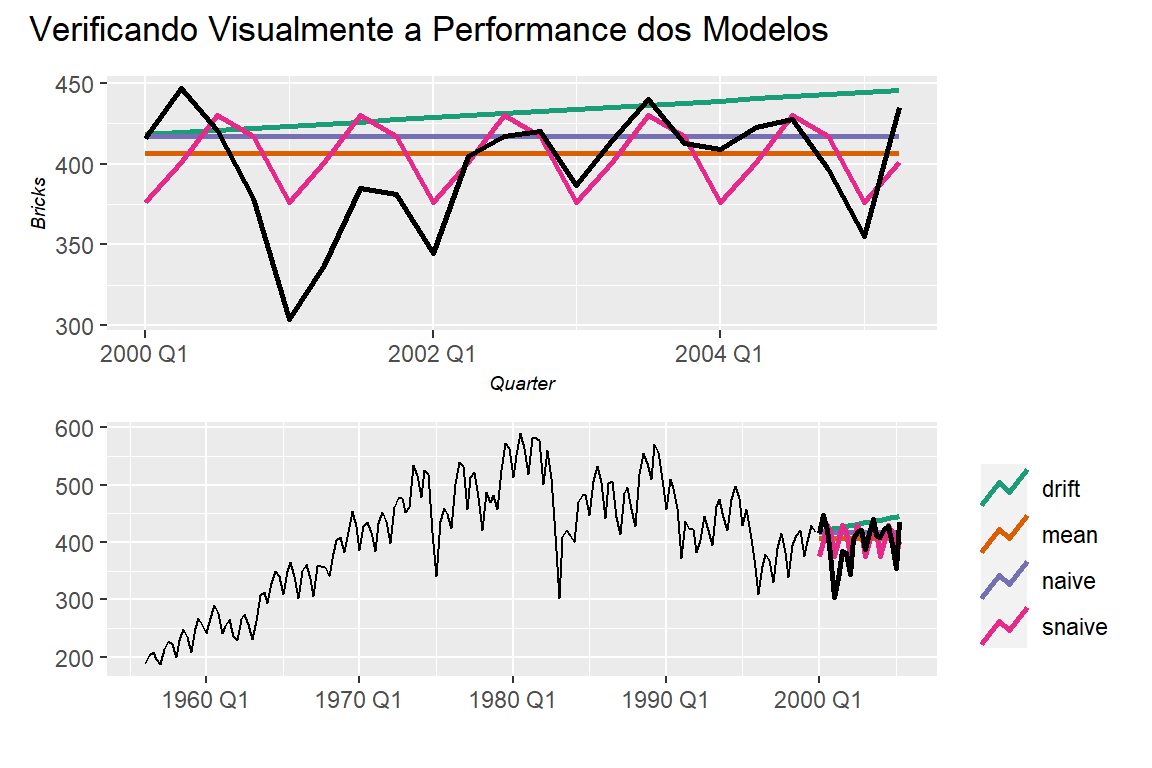 Verificando Visualmente a Performance dos Modelos
450
400
350
300
Bricks
2000 Q1 2002 Q1 2004 Q1
Quarter
600
500
400
300
200
1960 Q1 1970 Q1 1980 Q1 1990 Q1 2000 Q1
drift
mean
naive
snaive